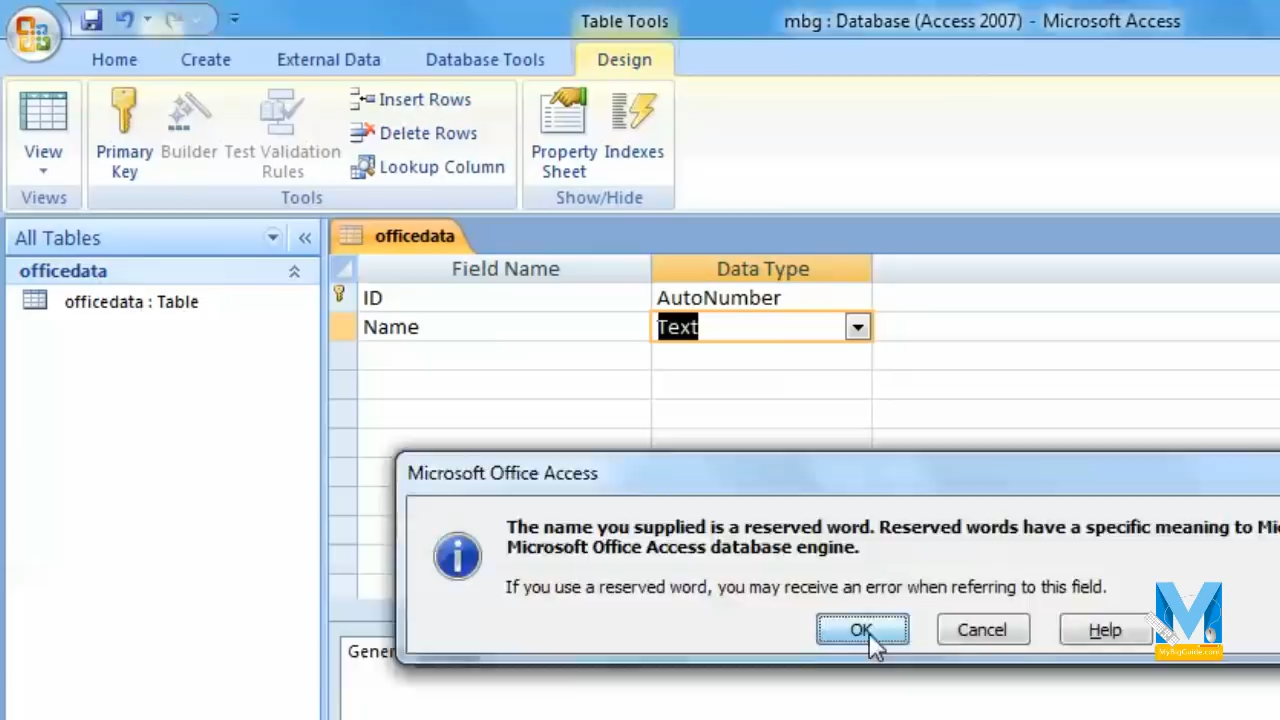 Table Tools
mbg : Database (Access 2007) - Microsoft Access
Home
Create
External Data
Database Tools
Design
View
Primary Key
Builder
Test Validation Rules
Insert Rows
Delete Rows
Lookup Column
Property Sheet
Indexes
Views
Tools
Show/Hide
All Tables
officedata
officedata : Table
officedata
Field Name
Data Type
ID
AutoNumber
Name
Text
Microsoft Office Access
The name you supplied is a reserved word. Reserved words have a specific meaning to
Microsoft Office Access database engine.
If you use a reserved word, you may receive an error when referring to this field.
OK
Cancel
Help
MyBigGuide.com